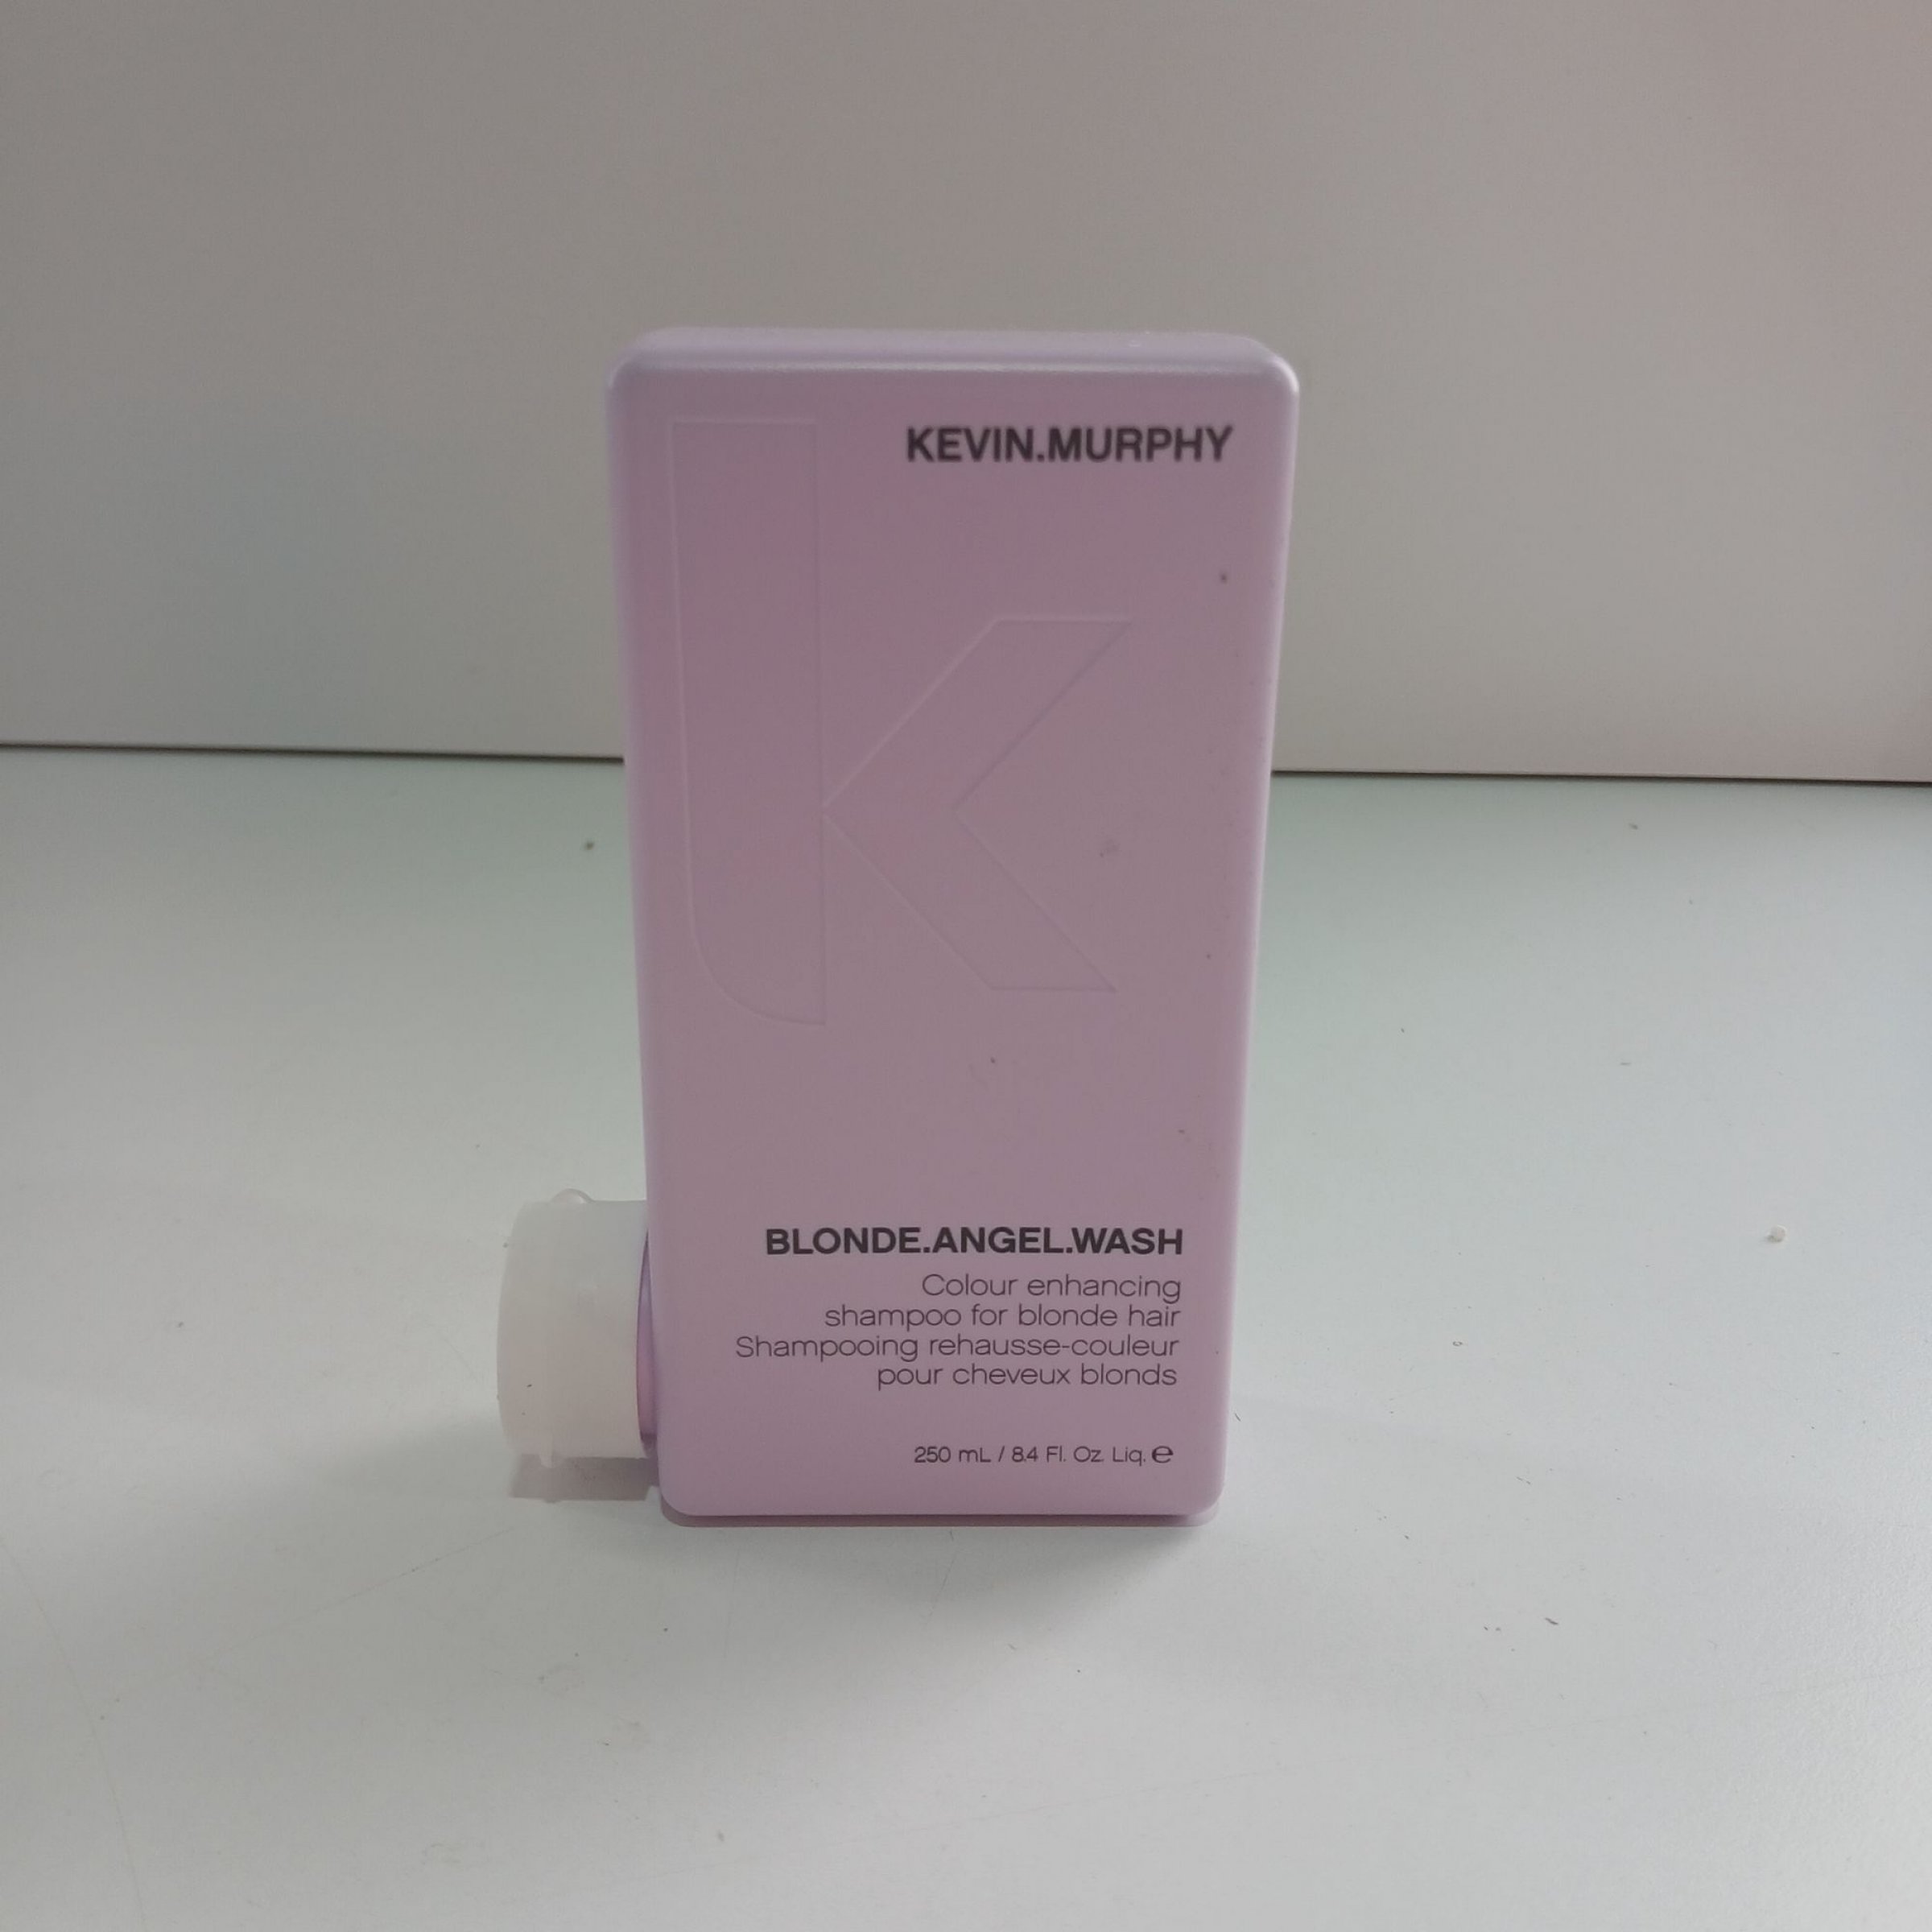 KEVIN.MURPHY
BLONDE.ANGEL.WASH
Colour enhancing
shampoo for blonde hair
Shampooing rehausse-couleur
pour cheveux blonds
250 mL / 8.4 Fl. Oz. Liq. e